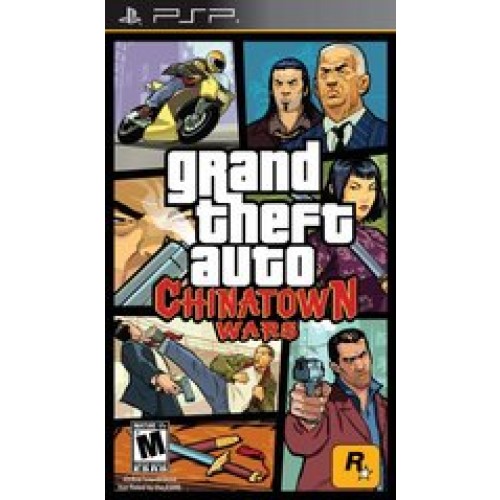 PSP
grand
theft
auto
CHINATOWN
WARS
MATURE 17+
M
ESRB
R